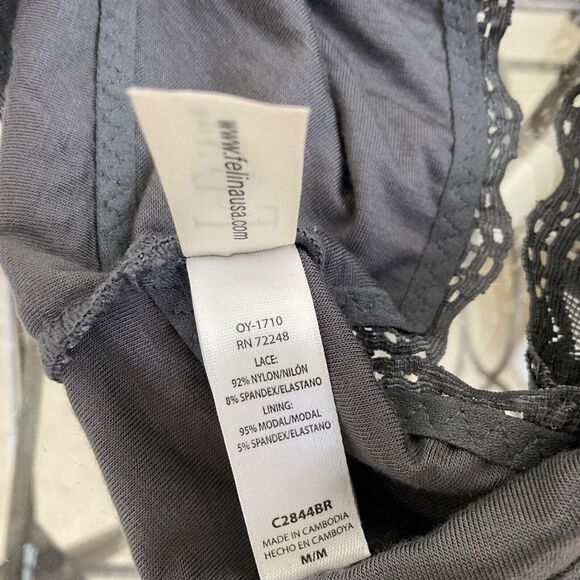 www.felinausa.com
OY-1710
RN 72248
LACE:
92% NYLON/NILÓN
8% SPANDEX/ELASTANO
LINING:
95% MODAL/MODAL
5% SPANDEX/ELASTANO
C2844BR
MADE IN CAMBODIA
HECHO EN CAMBOYA
M/M